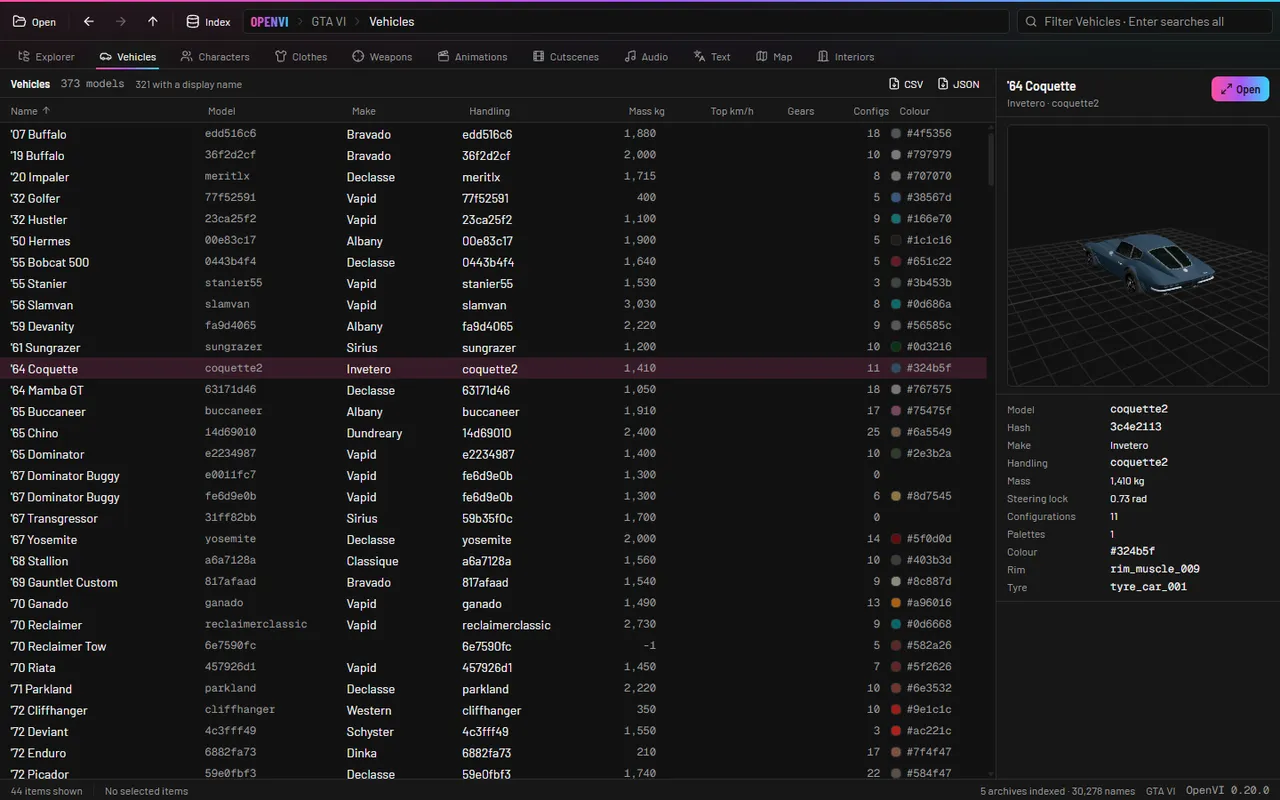 Open Index OPENVI GTA VI Vehicles Filter Vehicles · Enter searches all
Explorer Vehicles Characters Clothes Weapons Animations Cutscenes Audio Text Map Interiors
Vehicles 373 models 321 with a display name CSV JSON
Name Model Make Handling Mass kg Top km/h Gears Configs Colour
'07 Buffalo edd516c6 Bravado edd516c6 1,880 18 #4f5356
'19 Buffalo 36f2d2cf Bravado 36f2d2cf 2,000 10 #797979
'20 Impaler meritlx Declasse meritlx 1,715 8 #707070
'32 Golfer 77f52591 Vapid 77f52591 400 5 #38567d
'32 Hustler 23ca25f2 Vapid 23ca25f2 1,100 9 #166e70
'50 Hermes 00e83c17 Albany 00e83c17 1,900 5 #1c1c16
'55 Bobcat 500 0443b4f4 Declasse 0443b4f4 1,640 5 #651c22
'55 Stanier stanier55 Vapid stanier55 1,530 3 #3b453b
'56 Slamvan slamvan Vapid slamvan 3,030 8 #0d686a
'59 Devanity fa9d4065 Albany fa9d4065 2,220 9 #56585c
'61 Sungrazer sungrazer Sirius sungrazer 1,200 10 #0d3216
'64 Coquette coquette2 Invetero coquette2 1,410 11 #324b5f
'64 Mamba GT 63171d46 Declasse 63171d46 1,050 18 #767575
'65 Buccaneer buccaneer Albany buccaneer 1,910 17 #75475f
'65 Chino 14d69010 Dundreary 14d69010 2,400 25 #6a5549
'65 Dominator e2234987 Vapid e2234987 1,400 10 #2e3b2a
'67 Dominator Buggy e0011fc7 Vapid fe6d9e0b 1,300 0
'67 Dominator Buggy fe6d9e0b Vapid fe6d9e0b 1,300 6 #8d7545
'67 Transgressor 31ff82bb Sirius 59b35f0c 1,700 0
'67 Yosemite yosemite Declasse yosemite 2,000 14 #5f0d0d
'68 Stallion a6a7128a Classique a6a7128a 1,560 10 #403b3d
'69 Gauntlet Custom 817afaad Bravado 817afaad 1,540 9 #8c887d
'70 Ganado ganado Vapid ganado 1,490 13 #a96016
'70 Reclaimer reclaimerclassic Vapid reclaimerclassic 2,730 9 #0d6668
'70 Reclaimer Tow 6e7590fc 6e7590fc -1 5 #582a26
'70 Riata 457926d1 Vapid 457926d1 1,450 7 #5f2626
'71 Parkland parkland Declasse parkland 2,220 10 #6e3532
'72 Cliffhanger cliffhanger Western cliffhanger 350 10 #9e1c1c
'72 Deviant 4c3fff49 Schyster 4c3fff49 1,550 3 #ac221c
'72 Enduro 6882fa73 Dinka 6882fa73 210 17 #7f4f47
'72 Picador 59e0fbf3 Declasse 59e0fbf3 1,740 22 #584f47
'64 Coquette Open
Invetero · coquette2
Model coquette2
Hash 3c4e2113
Make Invetero
Handling coquette2
Mass 1,410 kg
Steering lock 0.73 rad
Configurations 11
Palettes 1
Colour #324b5f
Rim rim_muscle_009
Tyre tyre_car_001
44 items shown No selected items 5 archives indexed · 30,278 names GTA VI OpenVI 0.20.0